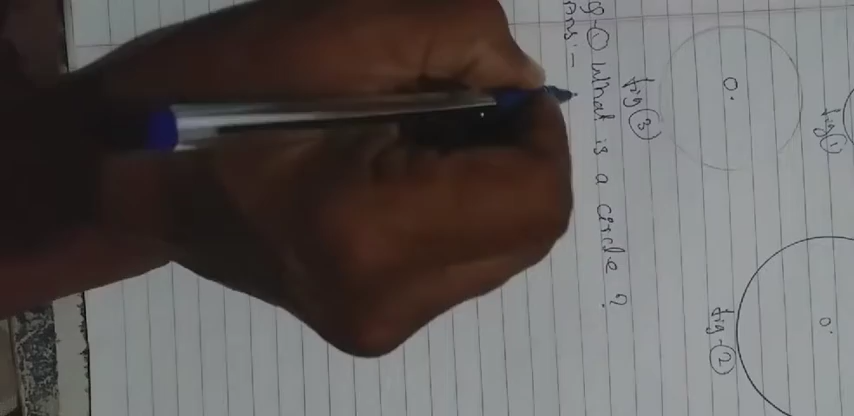 fig ①
O.
fig-②
O.
fig ③
Q-① What is a circle ?
Ans:-